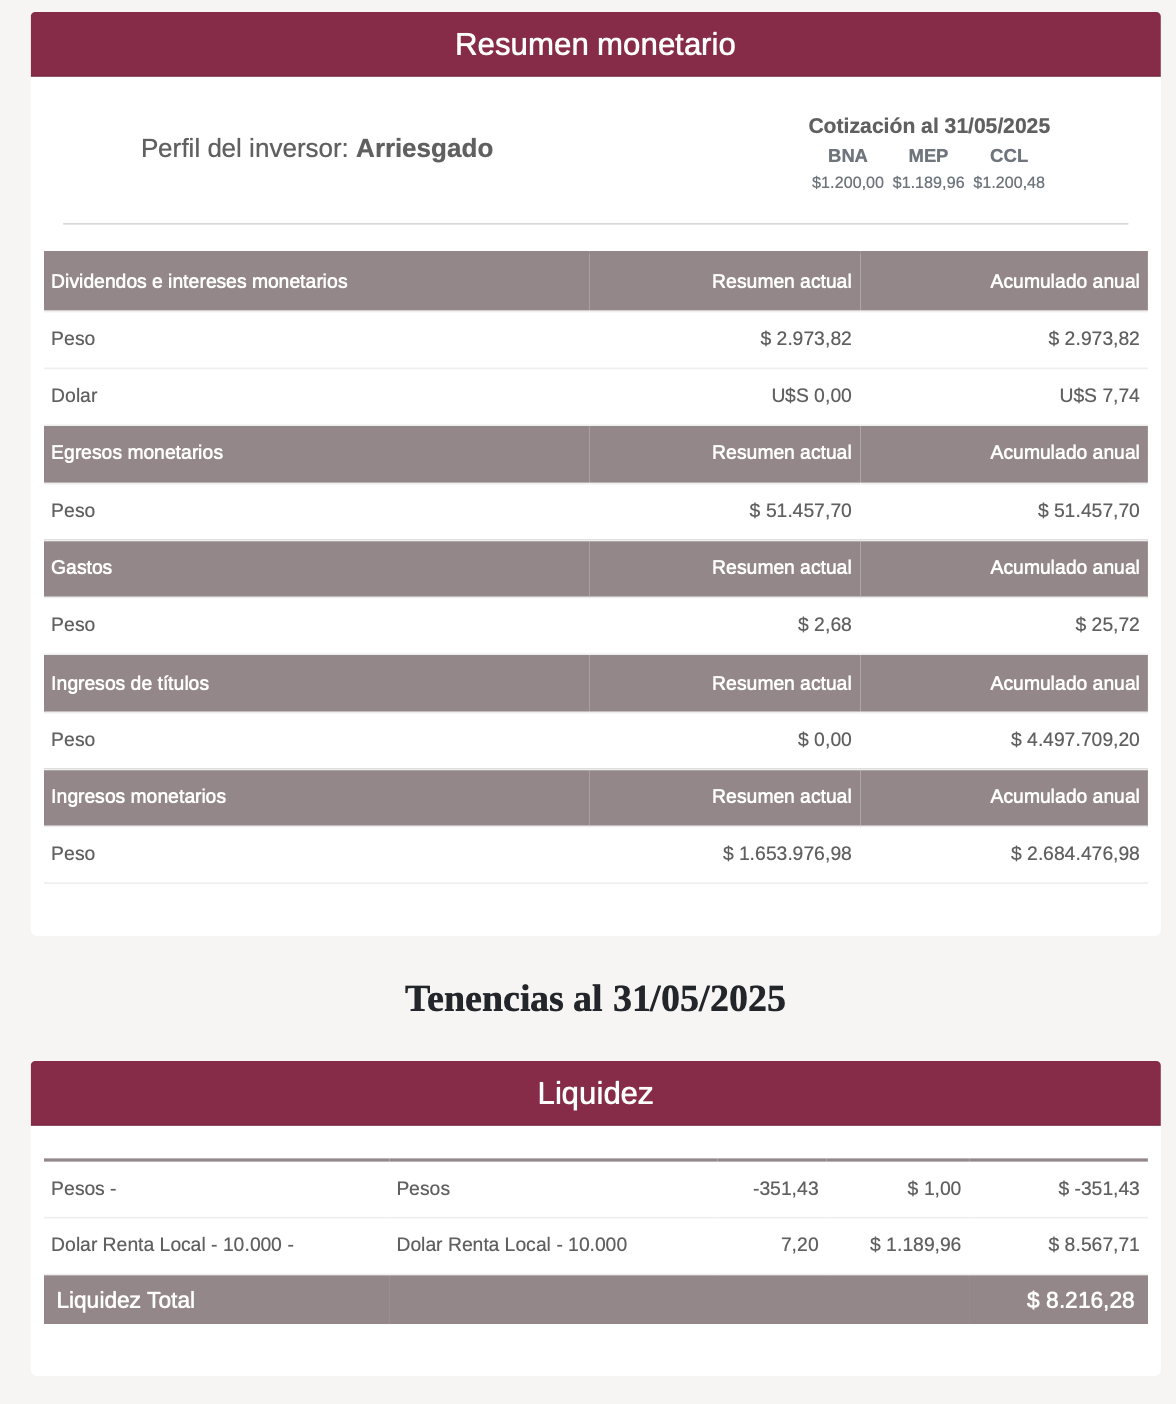 Resumen monetario
Perfil del inversor: Arriesgado
Cotización al 31/05/2025
BNA MEP CCL
$1.200,00 $1.189,96 $1.200,48
Dividendos e intereses monetarios Resumen actual Acumulado anual
Peso $ 2.973,82 $ 2.973,82
Dolar U$S 0,00 U$S 7,74
Egresos monetarios Resumen actual Acumulado anual
Peso $ 51.457,70 $ 51.457,70
Gastos Resumen actual Acumulado anual
Peso $ 2,68 $ 25,72
Ingresos de títulos Resumen actual Acumulado anual
Peso $ 0,00 $ 4.497.709,20
Ingresos monetarios Resumen actual Acumulado anual
Peso $ 1.653.976,98 $ 2.684.476,98
Tenencias al 31/05/2025
Liquidez
Pesos - Pesos -351,43 $ 1,00 $ -351,43
Dolar Renta Local - 10.000 - Dolar Renta Local - 10.000 7,20 $ 1.189,96 $ 8.567,71
Liquidez Total $ 8.216,28